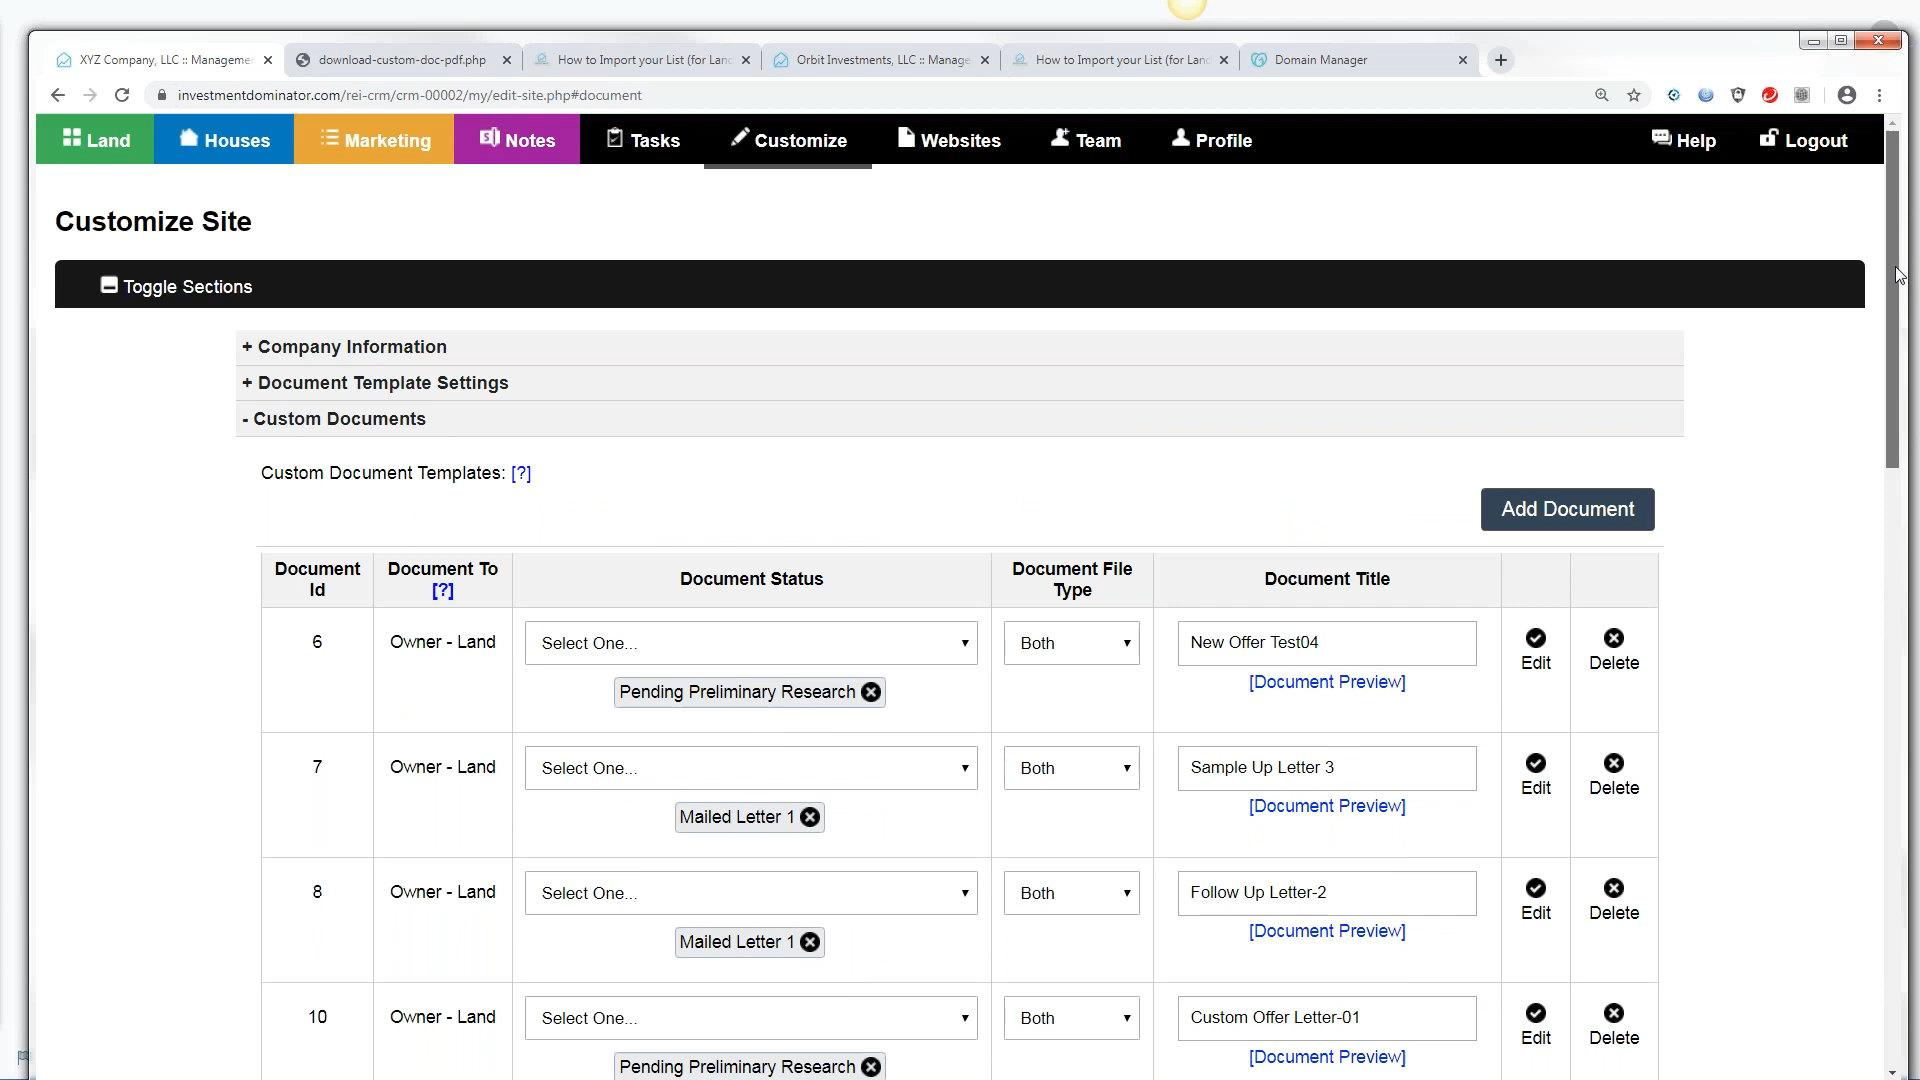 XYZ Company, LLC :: Managemen
download-custom-doc-pdf.php
How to Import your List (for Land
Orbit Investments, LLC :: Manage
How to Import your List (for Land
Domain Manager
investmentdominator.com/rei-crm/crm-00002/my/edit-site.php#document
Land
Houses
Marketing
Notes
Tasks
Customize
Websites
Team
Profile
Help
Logout
Customize Site
Toggle Sections
+ Company Information
+ Document Template Settings
- Custom Documents
Custom Document Templates: [?]
Add Document
Document Id
Document To [?]
Document Status
Document File Type
Document Title
6
Owner - Land
Select One...
Both
New Offer Test04
Edit
Delete
Pending Preliminary Research
[Document Preview]
7
Owner - Land
Select One...
Both
Sample Up Letter 3
Edit
Delete
Mailed Letter 1
[Document Preview]
8
Owner - Land
Select One...
Both
Follow Up Letter-2
Edit
Delete
Mailed Letter 1
[Document Preview]
10
Owner - Land
Select One...
Both
Custom Offer Letter-01
Edit
Delete
Pending Preliminary Research
[Document Preview]